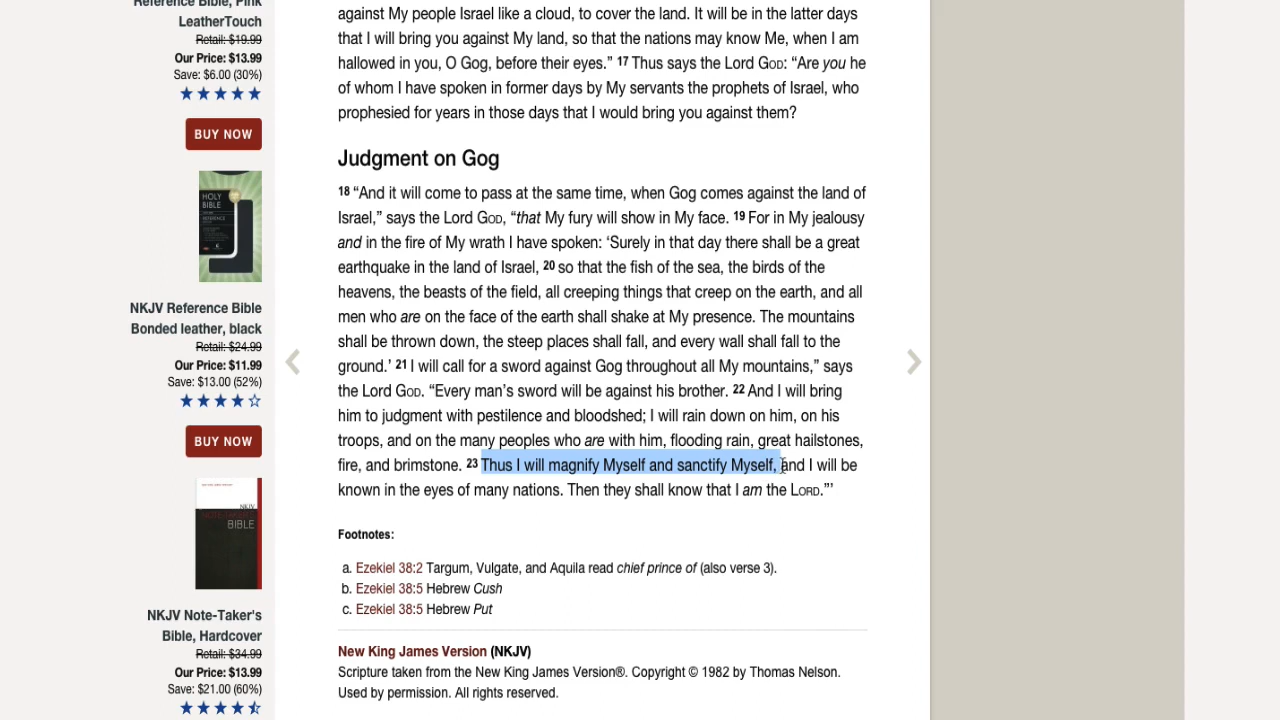 Reference Bible, Pink
LeatherTouch
Retail: $19.99
Our Price: $13.99
Save: $6.00 (30%)
BUY NOW
HOLY
BIBLE
REFERENCE
NKJV Reference Bible
Bonded leather, black
Retail: $24.99
Our Price: $11.99
Save: $13.00 (52%)
BUY NOW
NKJV
BIBLE
NKJV Note-Taker's
Bible, Hardcover
Retail: $34.99
Our Price: $13.99
Save: $21.00 (60%)
against My people Israel like a cloud, to cover the land. It will be in the latter days
that I will bring you against My land, so that the nations may know Me, when I am
hallowed in you, O Gog, before their eyes.” 17 Thus says the Lord GOD: “Are you he
of whom I have spoken in former days by My servants the prophets of Israel, who
prophesied for years in those days that I would bring you against them?
Judgment on Gog
18 “And it will come to pass at the same time, when Gog comes against the land of
Israel,” says the Lord GOD, “that My fury will show in My face. 19 For in My jealousy
and in the fire of My wrath I have spoken: ‘Surely in that day there shall be a great
earthquake in the land of Israel, 20 so that the fish of the sea, the birds of the
heavens, the beasts of the field, all creeping things that creep on the earth, and all
men who are on the face of the earth shall shake at My presence. The mountains
shall be thrown down, the steep places shall fall, and every wall shall fall to the
ground.’ 21 I will call for a sword against Gog throughout all My mountains,” says
the Lord GOD. “Every man’s sword will be against his brother. 22 And I will bring
him to judgment with pestilence and bloodshed; I will rain down on him, on his
troops, and on the many peoples who are with him, flooding rain, great hailstones,
fire, and brimstone. 23 Thus I will magnify Myself and sanctify Myself, and I will be
known in the eyes of many nations. Then they shall know that I am the LORD.”’
Footnotes:
a. Ezekiel 38:2 Targum, Vulgate, and Aquila read chief prince of (also verse 3).
b. Ezekiel 38:5 Hebrew Cush
c. Ezekiel 38:5 Hebrew Put
New King James Version (NKJV)
Scripture taken from the New King James Version®. Copyright © 1982 by Thomas Nelson.
Used by permission. All rights reserved.